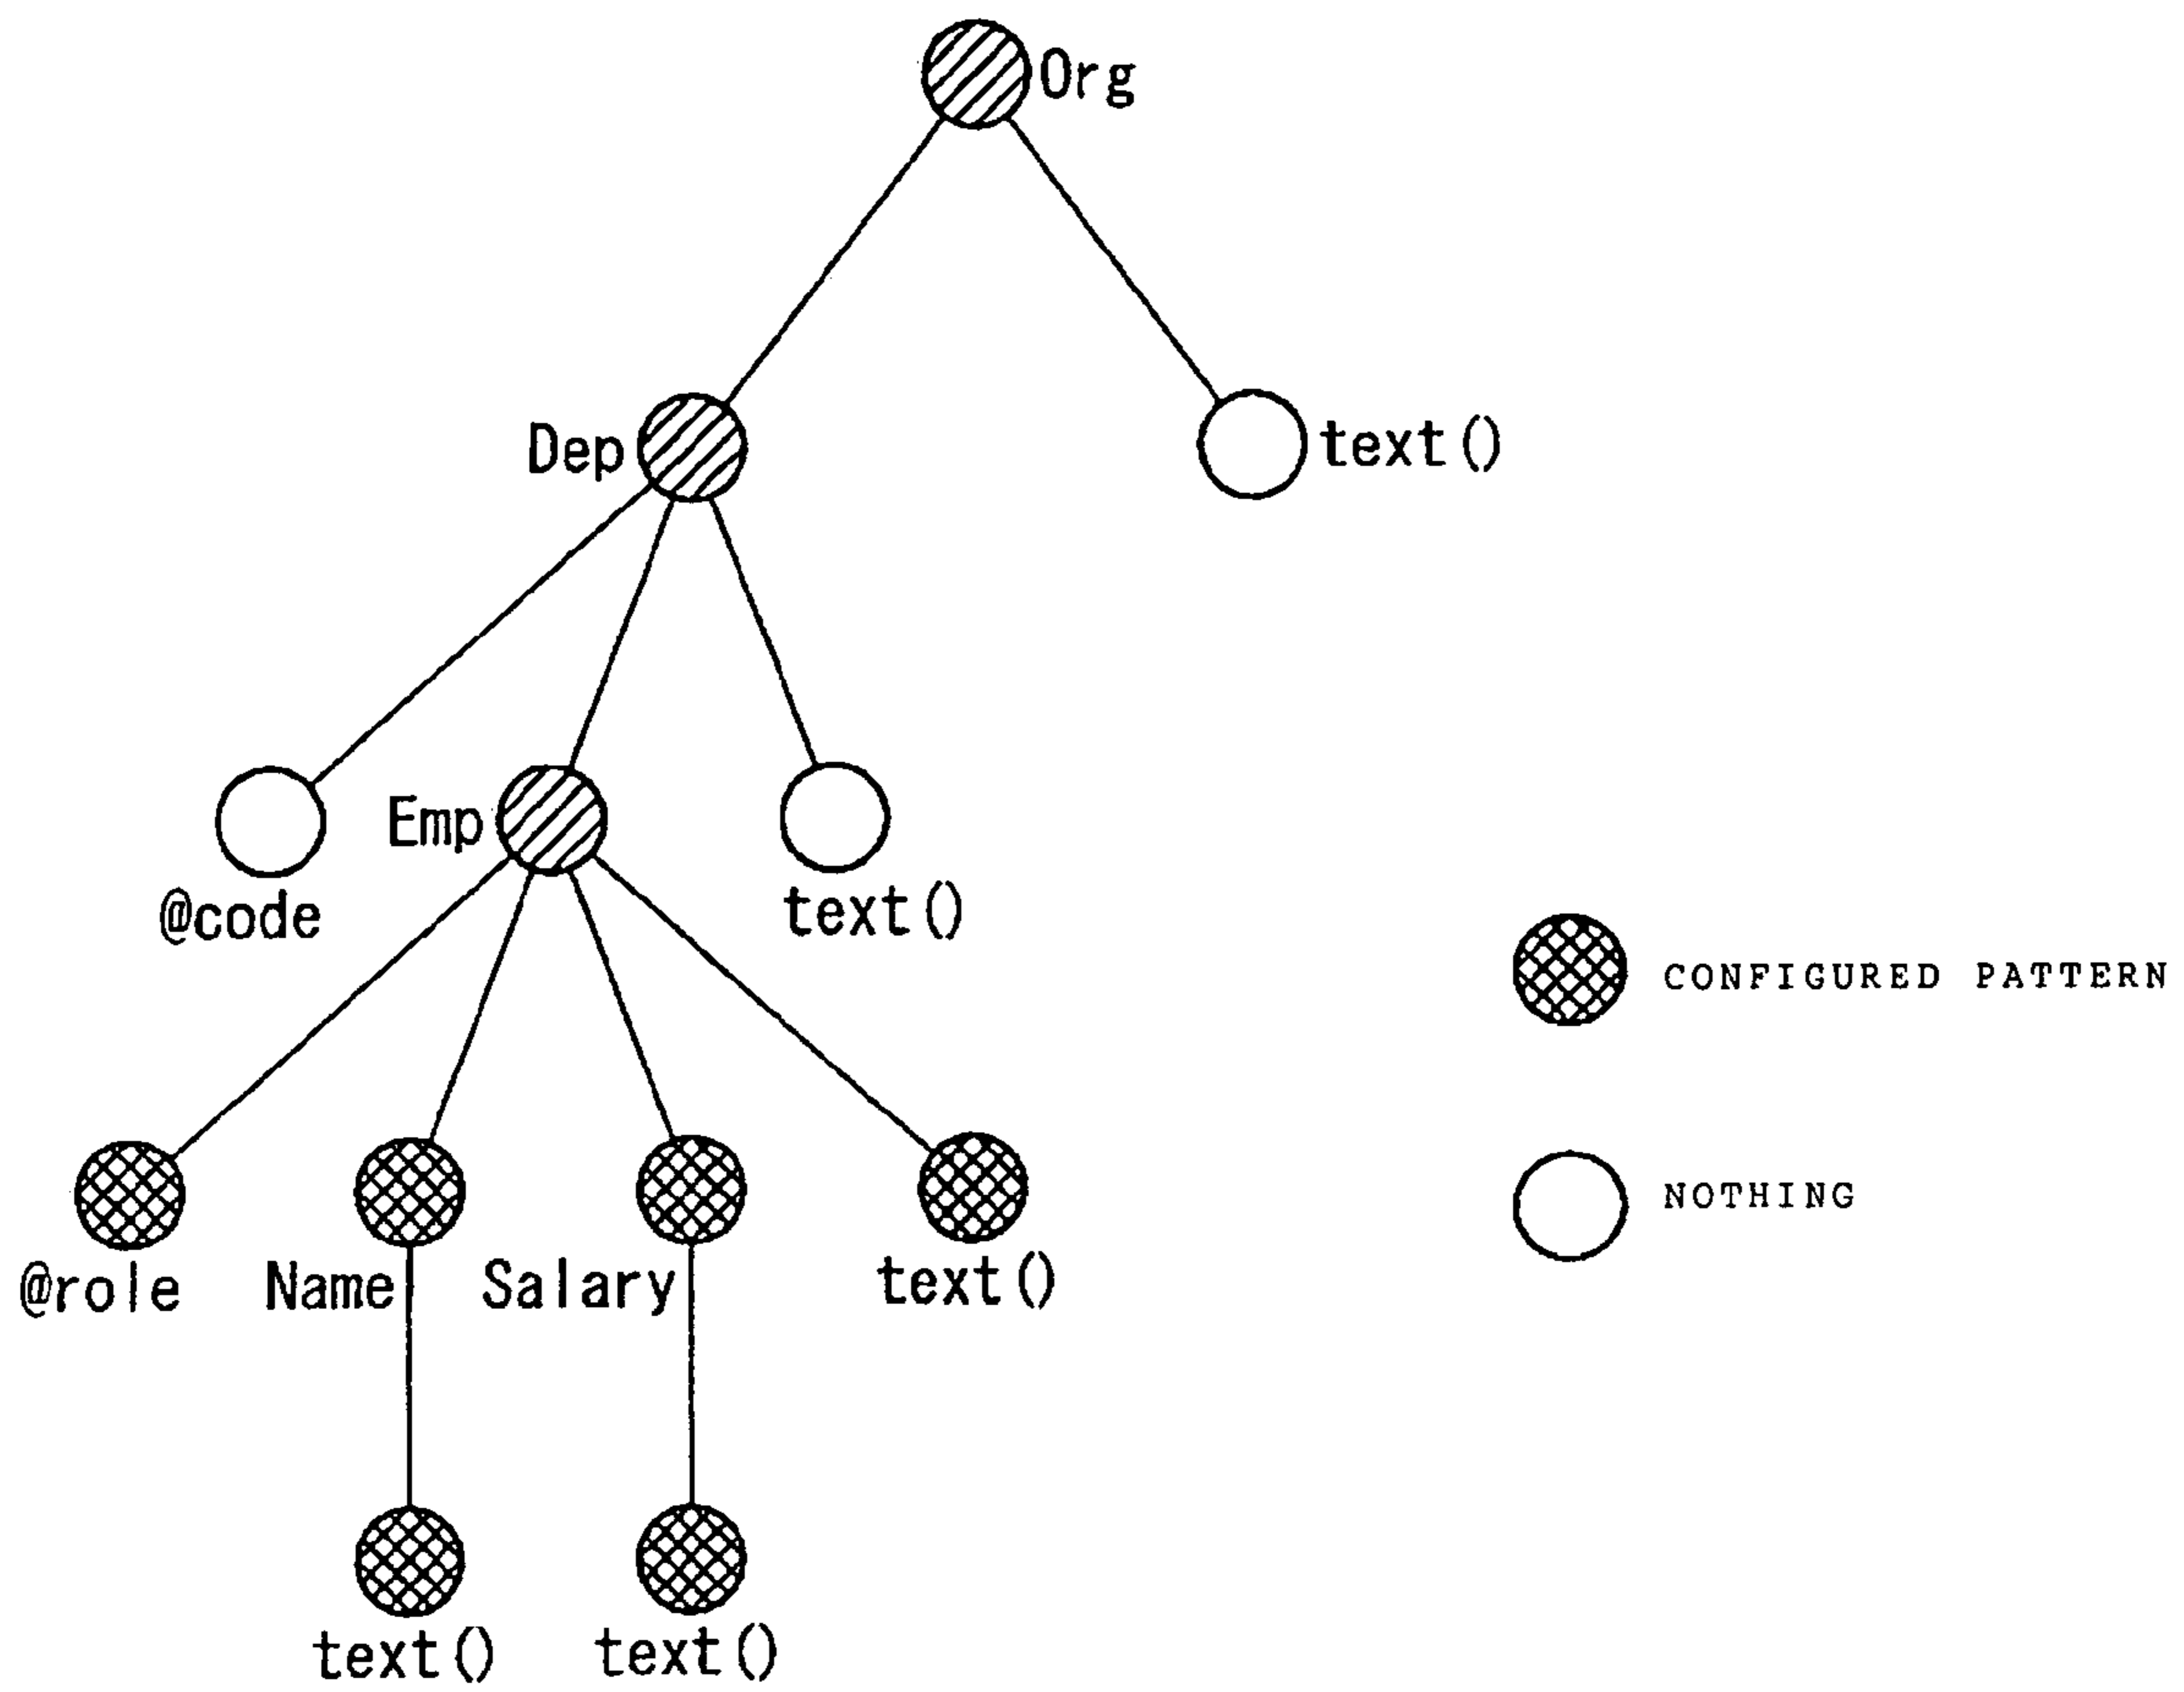 Org
Dep
text()
@code
Emp
text()
CONFIGURED PATTERN
NOTHING
@role
Name
Salary
text()
text()
text()